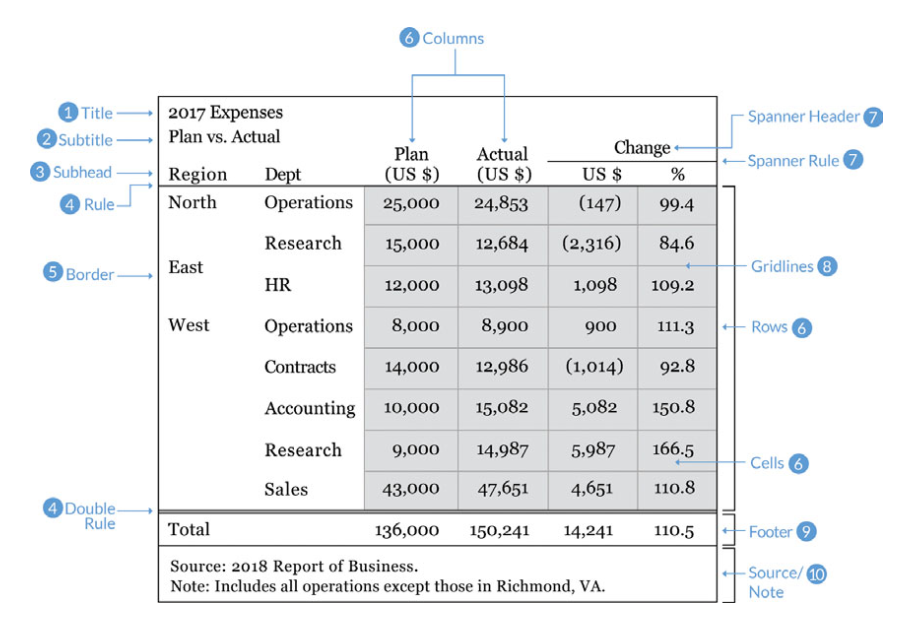 6 Columns
1 Title
2017 Expenses
Spanner Header 7
2 Subtitle
Plan vs. Actual
Change
Plan
(US $)
Actual
(US $)
Spanner Rule 7
3 Subhead
Region Dept US $ %
4 Rule
North Operations 25,000 24,853 (147) 99.4
Research 15,000 12,684 (2,316) 84.6
5 Border
East
Gridlines 8
HR 12,000 13,098 1,098 109.2
West Operations 8,000 8,900 900 111.3
Rows 6
Contracts 14,000 12,986 (1,014) 92.8
Accounting 10,000 15,082 5,082 150.8
Research 9,000 14,987 5,987 166.5
Cells 6
Sales 43,000 47,651 4,651 110.8
4 Double
Rule
Total 136,000 150,241 14,241 110.5
Footer 9
Source: 2018 Report of Business.
Note: Includes all operations except those in Richmond, VA.
Source/ 10
Note